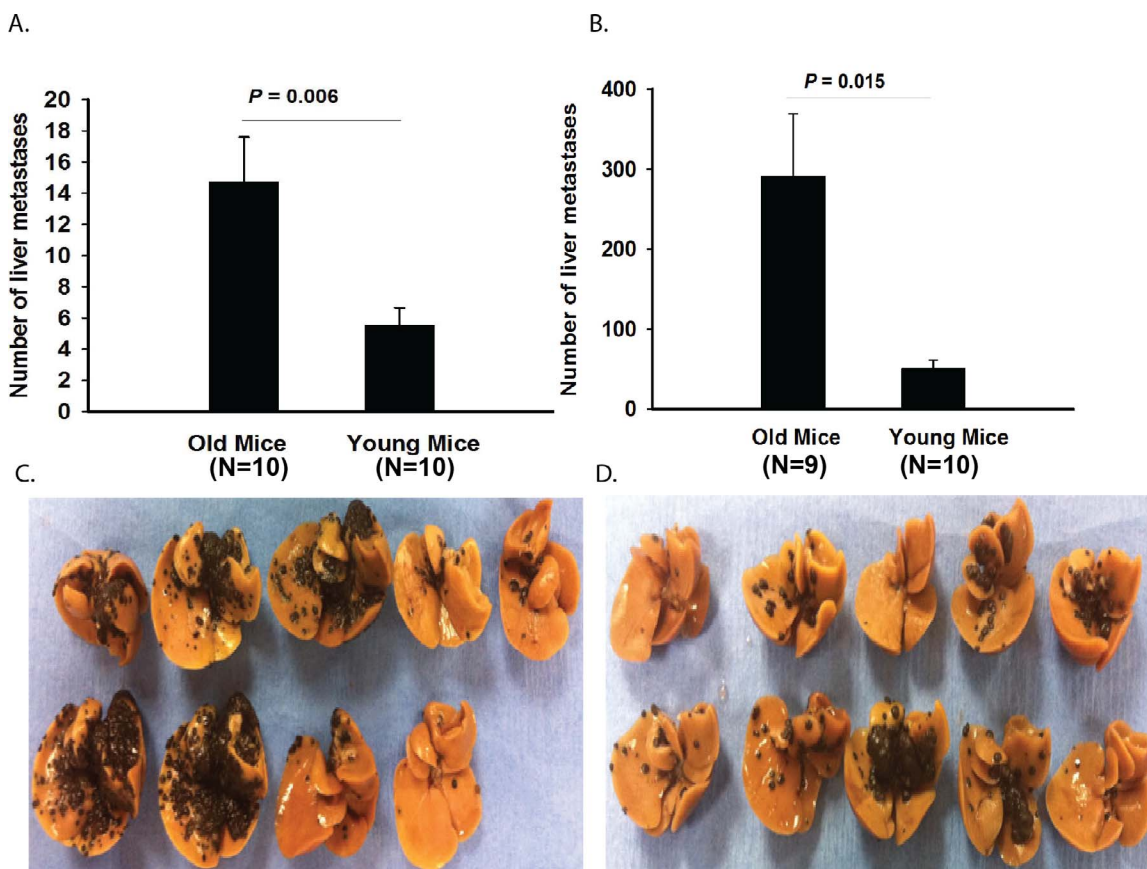 A.
B.
P = 0.006
Number of liver metastases
20
18
16
14
12
10
8
6
4
2
0
Old Mice
(N=10)
Young Mice
(N=10)
P = 0.015
Number of liver metastases
400
300
200
100
0
Old Mice
(N=9)
Young Mice
(N=10)
C.
D.